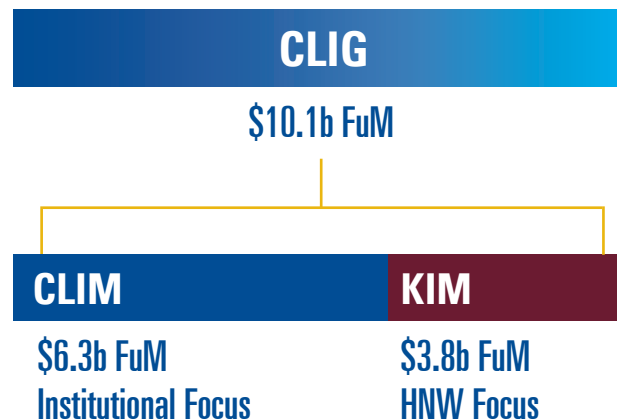 CLIG
$10.1b FuM
CLIM
KIM
$6.3b FuM
$3.8b FuM
Institutional Focus
HNW Focus